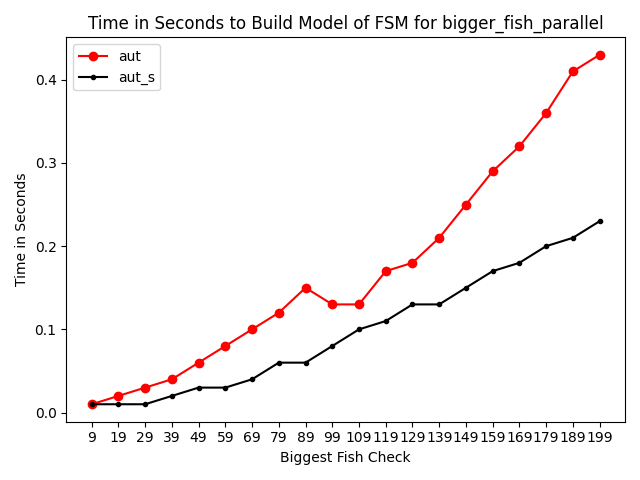 Time in Seconds to Build Model of FSM for bigger_fish_parallel
aut
aut_s
Time in Seconds
0.4
0.3
0.2
0.1
0.0
9 19 29 39 49 59 69 79 89 99 109 119 129 139 149 159 169 179 189 199
Biggest Fish Check